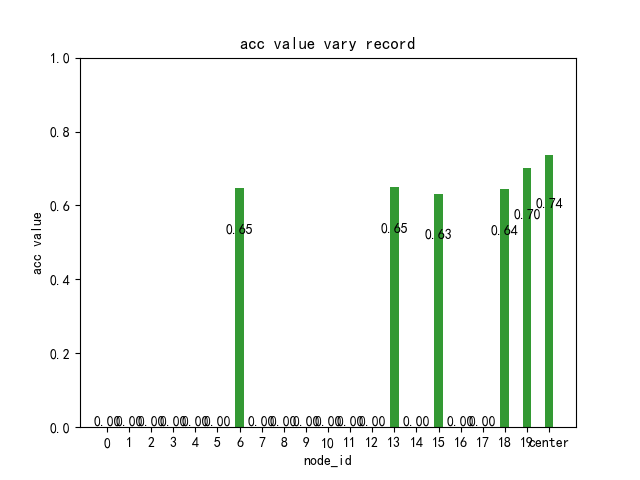 acc value vary record
1.0
0.8
0.6
0.4
0.2
0.0
acc value
0.00 0.00 0.00 0.00 0.00 0.00 0.65 0.00 0.00 0.00 0.00 0.00 0.00 0.65 0.00 0.63 0.00 0.00 0.64 0.70 0.74
0 1 2 3 4 5 6 7 8 9 10 11 12 13 14 15 16 17 18 19 center
node_id